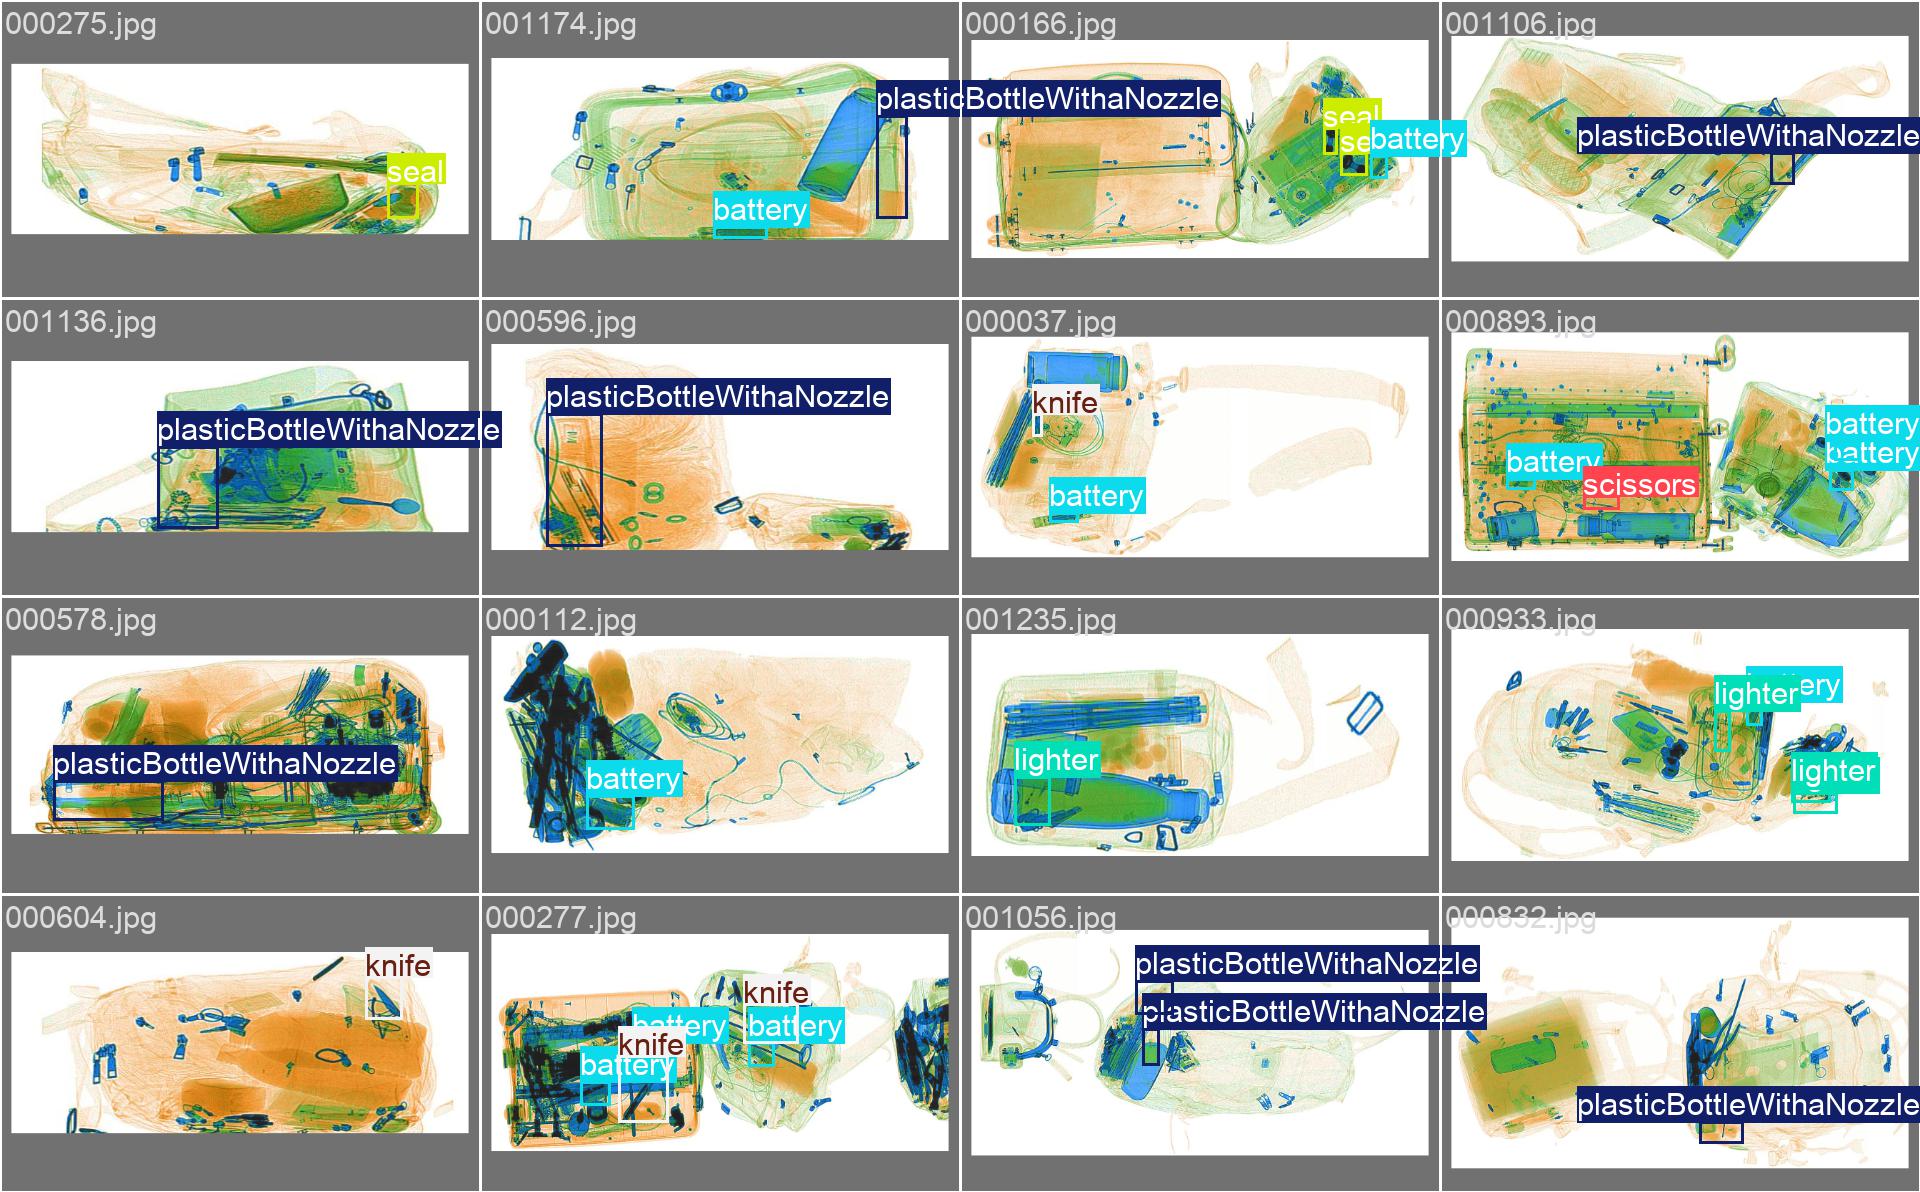 000275.jpg
seal
001174.jpg
plasticBottleWithaNozzle
battery
000166.jpg
seal
se
battery
001106.jpg
plasticBottleWithaNozzle
001136.jpg
plasticBottleWithaNozzle
000596.jpg
plasticBottleWithaNozzle
000037.jpg
knife
battery
000893.jpg
battery
battery
battery
scissors
000578.jpg
plasticBottleWithaNozzle
000112.jpg
battery
001235.jpg
lighter
000933.jpg
lighter
ery
lighter
000604.jpg
knife
000277.jpg
knife
battery
battery
knife
battery
001056.jpg
plasticBottleWithaNozzle
plasticBottleWithaNozzle
000832.jpg
plasticBottleWithaNozzle